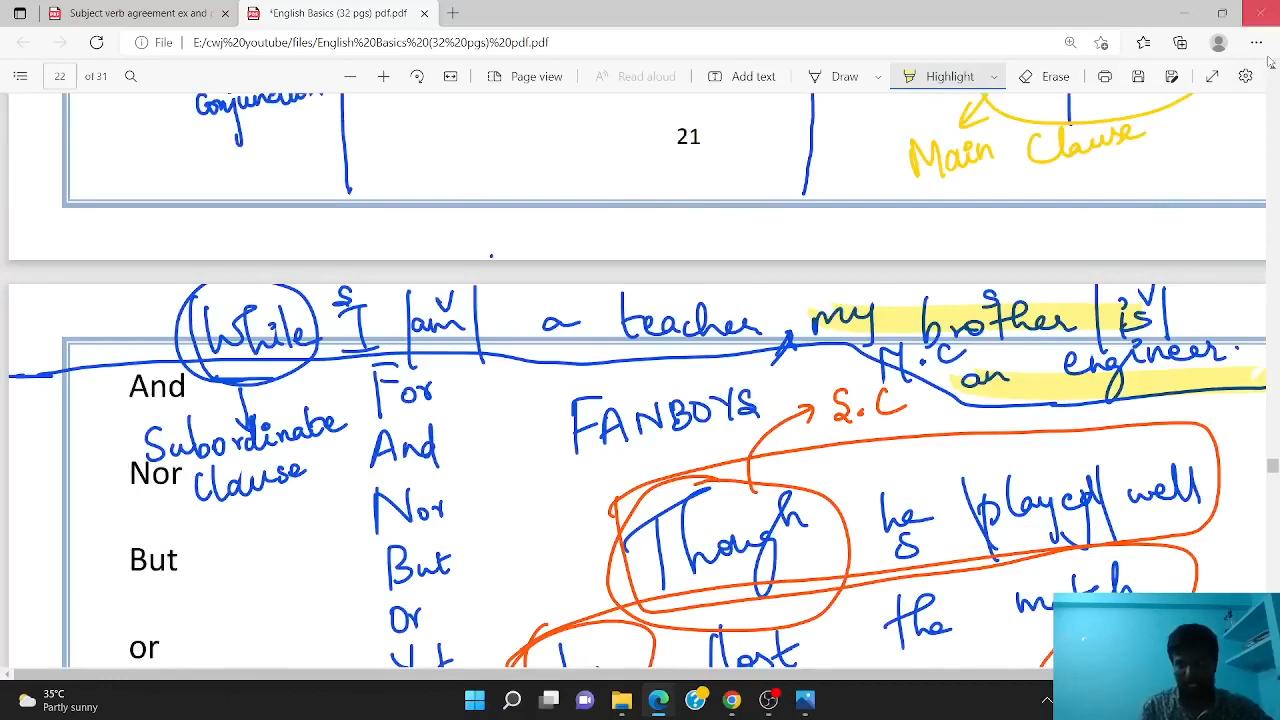 Subject verb agreement ex and
*English Basics (32 pgs) pdf.pdf
File
E:/cwj%20youtube/files/English%20Basics%20(32%20pgs)%20pdf.pdf
22 of 31
Page view
Read aloud
Add text
Draw
Highlight
Erase
Conjunction
21
Main Clause
While I am a teacher, my brother is
S V S V
M.C an engineer.
And For
FANBOYS S.C
Subordinate And
Nor Clause
Nor
Though he played well
S
But But
the match
or Or
lost
35°C
Partly sunny